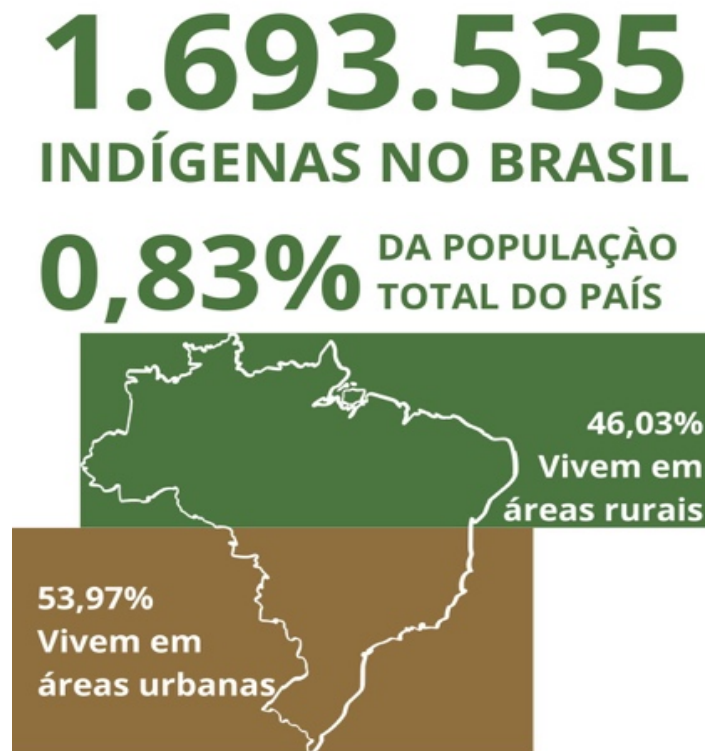 1.693.535
INDÍGENAS NO BRASIL
0,83%
DA POPULAÇÀO
TOTAL DO PAÍS
46,03%
Vivem em
áreas rurais
53,97%
Vivem em
áreas urbanas